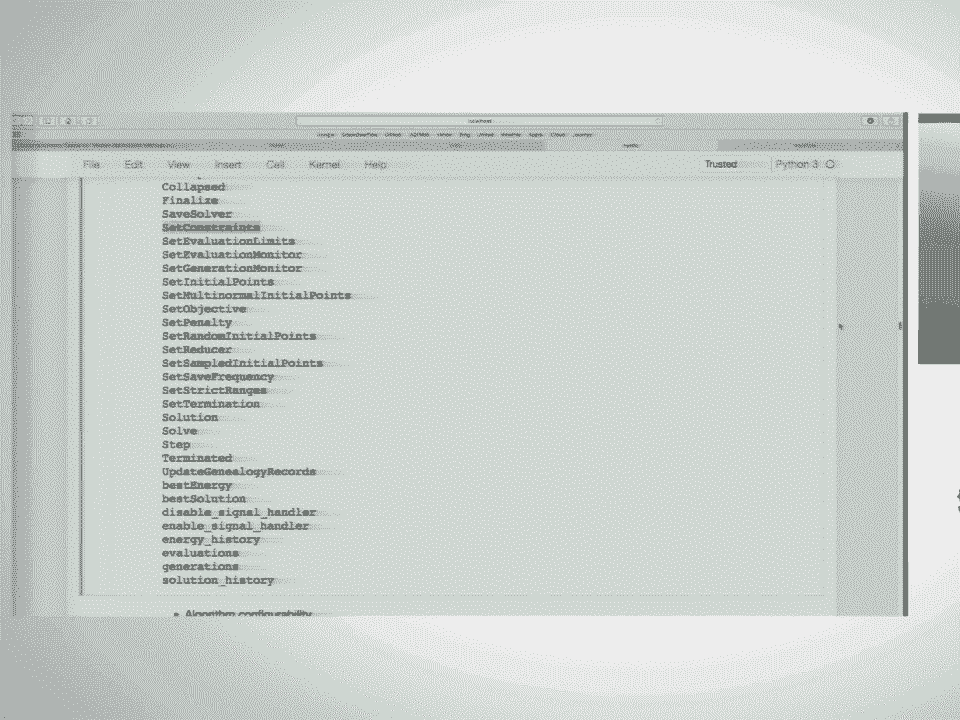 localhost
File Edit View Insert Cell Kernel Help Trusted Python 3
Collapsed
Finalize
SaveSolver
SetConstraints
SetEvaluationLimits
SetEvaluationMonitor
SetGenerationMonitor
SetInitialPoints
SetMultinormalInitialPoints
SetObjective
SetPenalty
SetRandomInitialPoints
SetReducer
SetSampledInitialPoints
SetSaveFrequency
SetStrictRanges
SetTermination
Solution
Solve
Step
Terminated
UpdateGenealogyRecords
bestEnergy
bestSolution
disable_signal_handler
enable_signal_handler
energy_history
evaluations
generations
solution_history
• Algorithm configurability